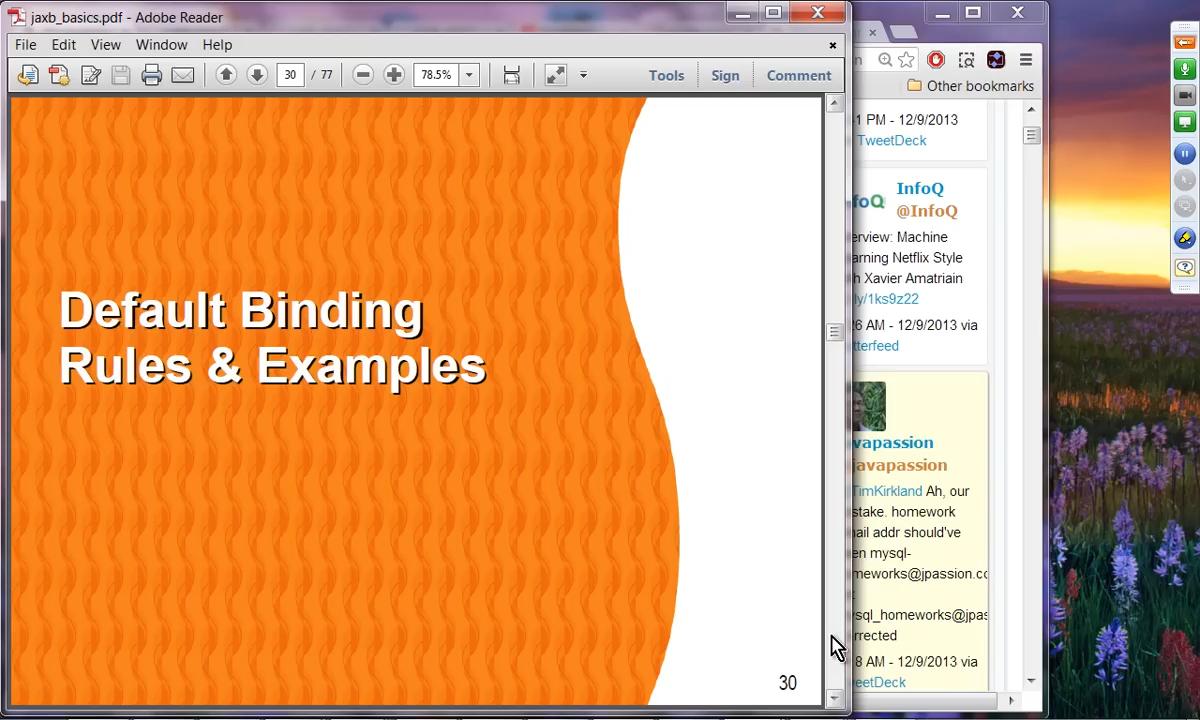 jaxb_basics.pdf - Adobe Reader
File Edit View Window Help
30 / 77 78.5% Tools Sign Comment
Default Binding
Rules & Examples
30
Other bookmarks
1 PM - 12/9/2013
TweetDeck
InfoQ
@InfoQ
erview: Machine
arning Netflix Style
h Xavier Amatriain
ly/1ks9z22
26 AM - 12/9/2013 via
tterfeed
vapassion
javapassion
TimKirkland Ah, our
stake. homework
ail addr should've
en mysql-
meworks@jpassion.co
ysql_homeworks@jpas
rrected
8 AM - 12/9/2013 via
eetDeck